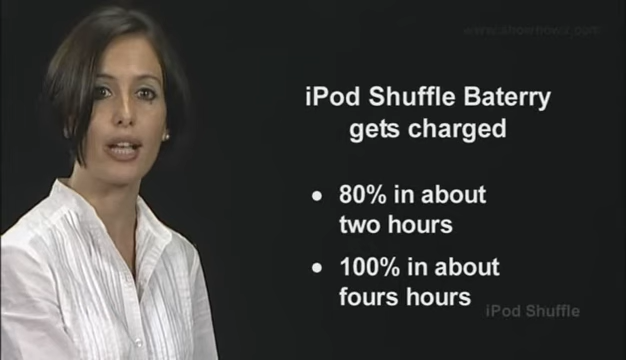 iPod Shuffle Baterry
gets charged
• 80% in about
two hours
• 100% in about
fours hours
iPod Shuffle